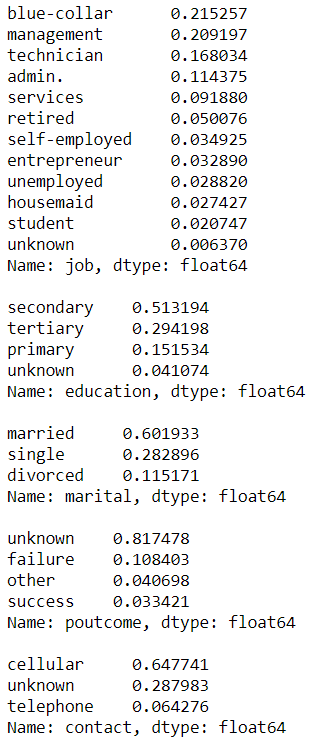 blue-collar 0.215257
management 0.209197
technician 0.168034
admin. 0.114375
services 0.091880
retired 0.050076
self-employed 0.034925
entrepreneur 0.032890
unemployed 0.028820
housemaid 0.027427
student 0.020747
unknown 0.006370
Name: job, dtype: float64
secondary 0.513194
tertiary 0.294198
primary 0.151534
unknown 0.041074
Name: education, dtype: float64
married 0.601933
single 0.282896
divorced 0.115171
Name: marital, dtype: float64
unknown 0.817478
failure 0.108403
other 0.040698
success 0.033421
Name: poutcome, dtype: float64
cellular 0.647741
unknown 0.287983
telephone 0.064276
Name: contact, dtype: float64